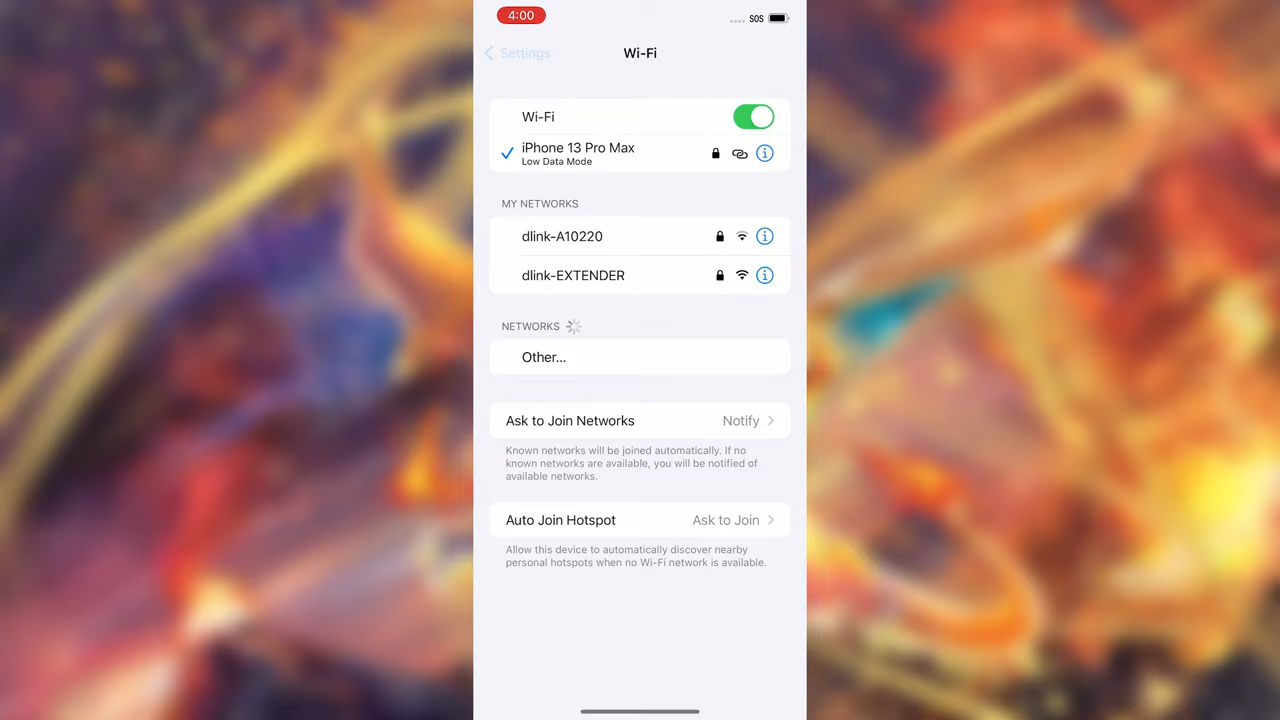 4:00
SOS
Settings
Wi-Fi
Wi-Fi
iPhone 13 Pro Max
Low Data Mode
MY NETWORKS
dlink-A10220
dlink-EXTENDER
NETWORKS
Other...
Ask to Join Networks Notify
Known networks will be joined automatically. If no
known networks are available, you will be notified of
available networks.
Auto Join Hotspot Ask to Join
Allow this device to automatically discover nearby
personal hotspots when no Wi-Fi network is available.